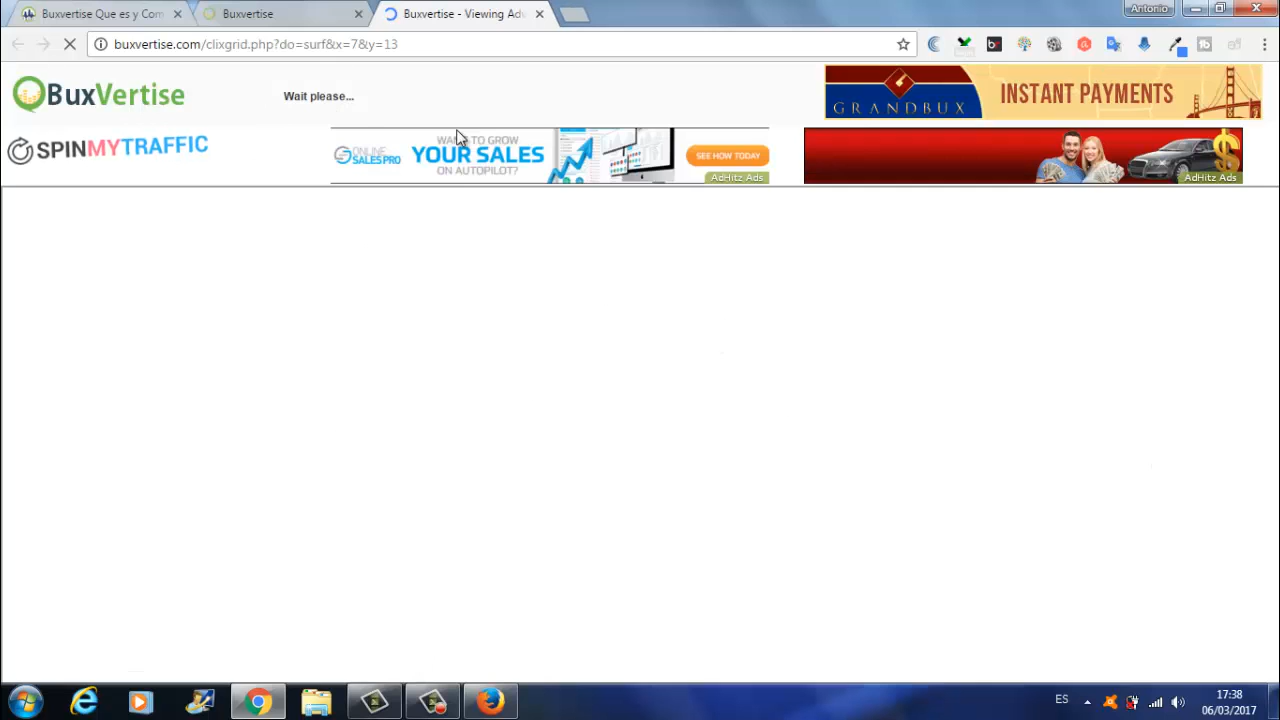 Buxvertise Que es y Com
Buxvertise
Buxvertise - Viewing Adv
Antonio
buxvertise.com/clixgrid.php?do=surf&x=7&y=13
BuxVertise
Wait please...
GRANDBUX
INSTANT PAYMENTS
SPINMYTRAFFIC
ONLINE
SALESPRO
WANT TO GROW
YOUR SALES
ON AUTOPILOT?
SEE HOW TODAY
AdHitz Ads
AdHitz Ads
ES
17:38
06/03/2017